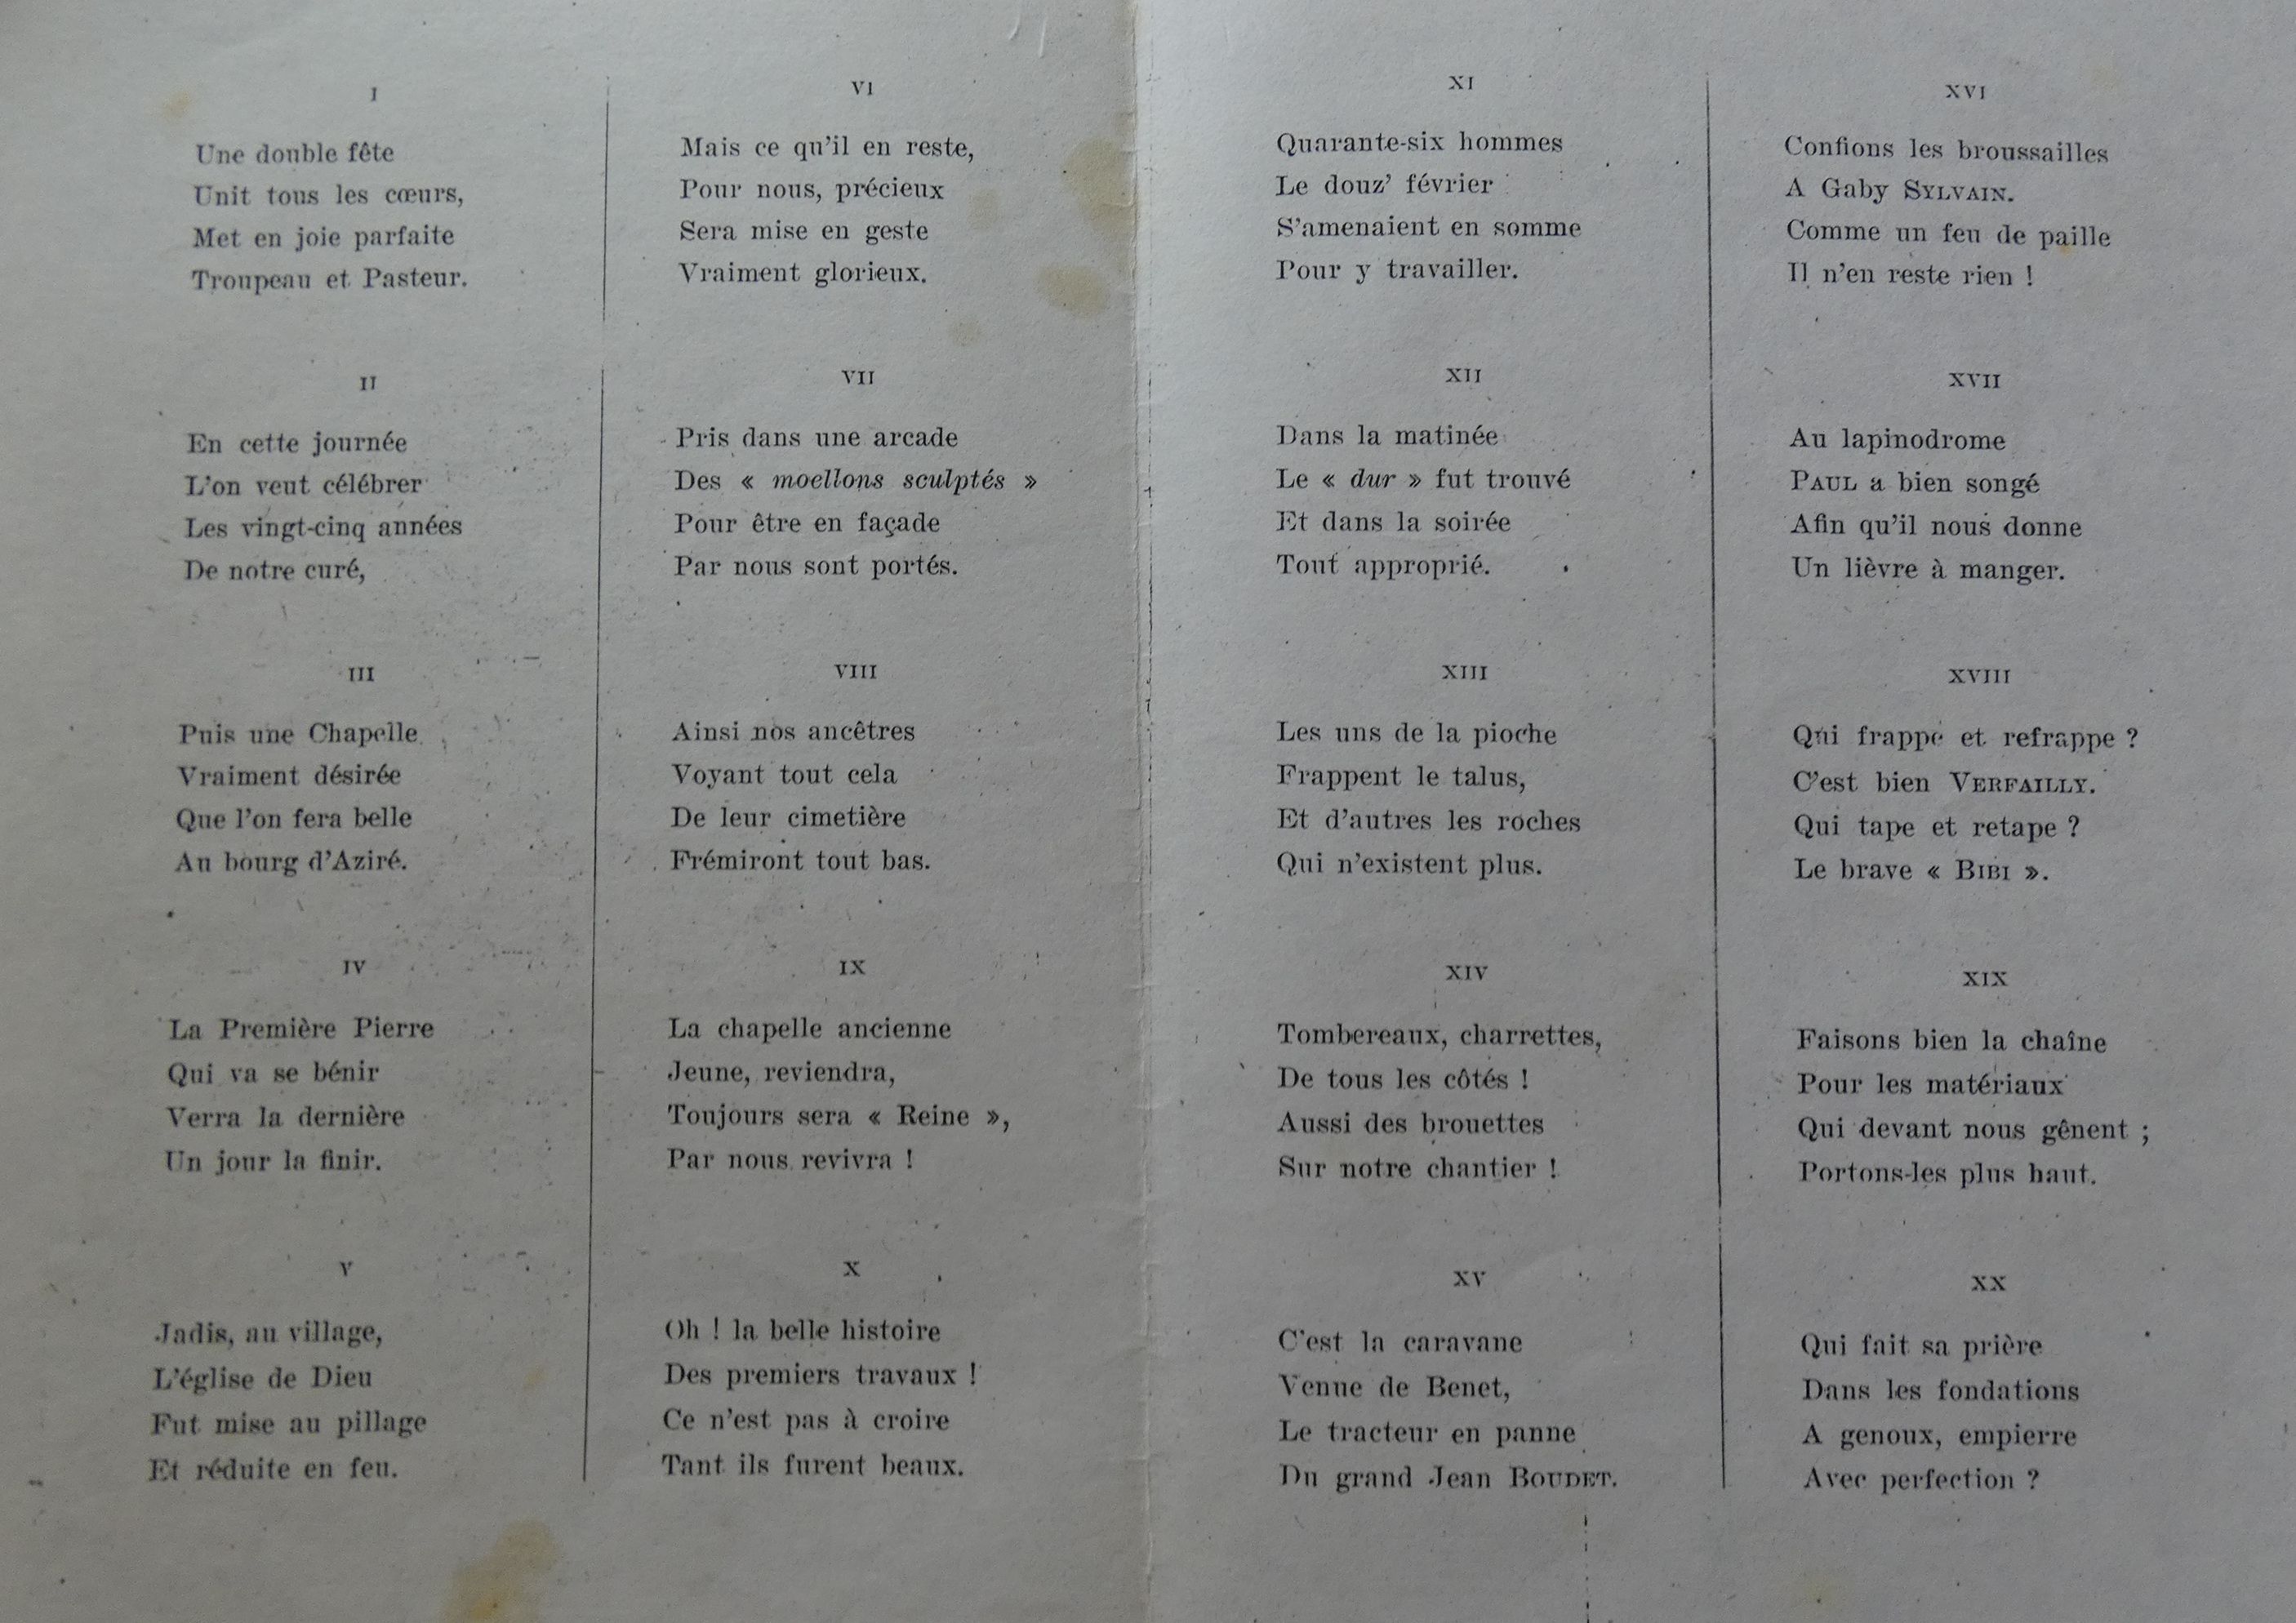 I
Une double fête
Unit tous les cœurs,
Met en joie parfaite
Troupeau et Pasteur.
II
En cette journée
L'on veut célébrer
Les vingt-cinq années
De notre curé,
III
Puis une Chapelle
Vraiment désirée
Que l'on fera belle
Au bourg d'Aziré.
IV
La Première Pierre
Qui va se bénir
Verra la dernière
Un jour la finir.
V
Jadis, au village,
L'église de Dieu
Fut mise au pillage
Et réduite en feu.
VI
Mais ce qu'il en reste,
Pour nous, précieux
Sera mise en geste
Vraiment glorieux.
VII
Pris dans une arcade
Des « moellons sculptés »
Pour être en façade
Par nous sont portés.
VIII
Ainsi nos ancêtres
Voyant tout cela
De leur cimetière
Frémiront tout bas.
IX
La chapelle ancienne
Jeune, reviendra,
Toujours sera « Reine »,
Par nous revivra !
X
Oh ! la belle histoire
Des premiers travaux !
Ce n'est pas à croire
Tant ils furent beaux.
XI
Quarante-six hommes
Le douz' février
S'amenaient en somme
Pour y travailler.
XII
Dans la matinée
Le « dur » fut trouvé
Et dans la soirée
Tout approprié.
XIII
Les uns de la pioche
Frappent le talus,
Et d'autres les roches
Qui n'existent plus.
XIV
Tombereaux, charrettes,
De tous les côtés !
Aussi des brouettes
Sur notre chantier !
XV
C'est la caravane
Venue de Benet,
Le tracteur en panne
Du grand Jean BOUDET.
XVI
Confions les broussailles
A Gaby SYLVAIN.
Comme un feu de paille
Il n'en reste rien !
XVII
Au lapinodrome
PAUL a bien songé
Afin qu'il nous donne
Un lièvre à manger.
XVIII
Qui frappe et refrappe ?
C'est bien VERFAILLY.
Qui tape et retape ?
Le brave « BIBI ».
XIX
Faisons bien la chaîne
Pour les matériaux
Qui devant nous gênent ;
Portons-les plus haut.
XX
Qui fait sa prière
Dans les fondations
A genoux, empierre
Avec perfection ?